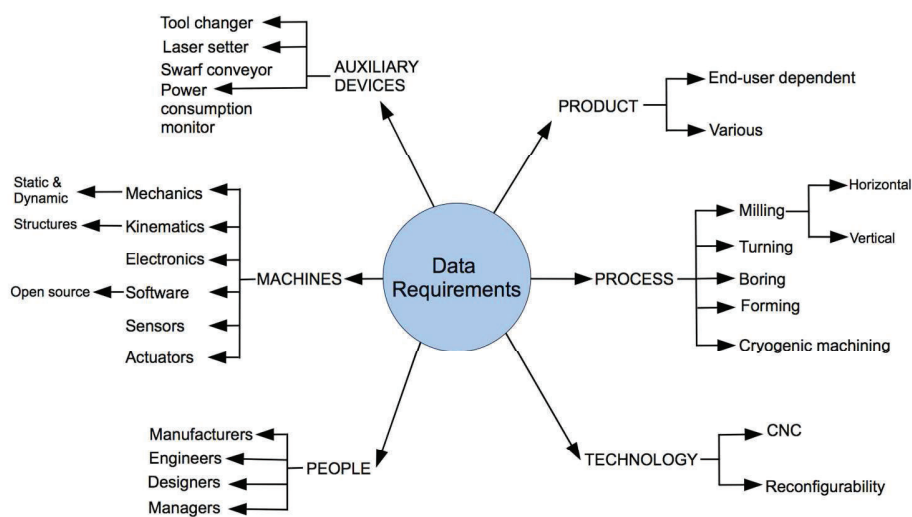 Tool changer
Laser setter
Swarf conveyor
Power
consumption
monitor
AUXILIARY
DEVICES
PRODUCT
End-user dependent
Various
Static &
Dynamic
Mechanics
Structures
Kinematics
Electronics
Open source
Software
Sensors
Actuators
MACHINES
Data
Requirements
PROCESS
Milling
Horizontal
Vertical
Turning
Boring
Forming
Cryogenic machining
Manufacturers
Engineers
Designers
Managers
PEOPLE
TECHNOLOGY
CNC
Reconfigurability